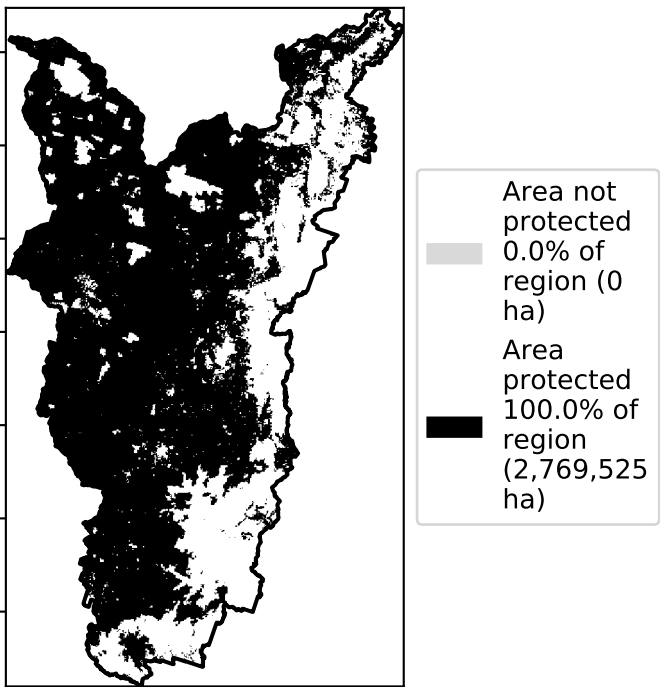 Area not
protected
0.0% of
region (0
ha)
Area
protected
100.0% of
region
(2,769,525
ha)